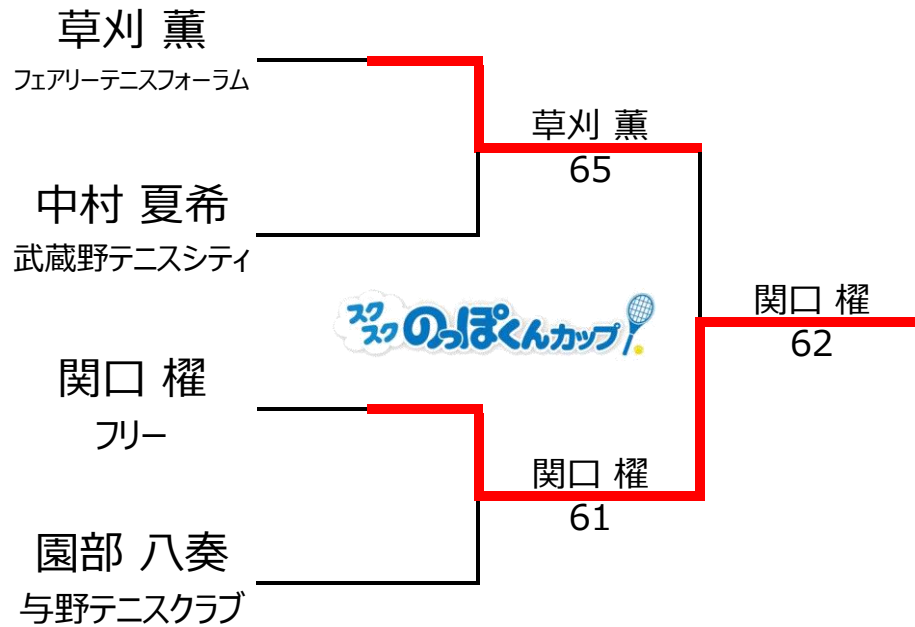 草刈 薫
フェアリーテニスフォーラム
草刈 薫
65
中村 夏希
武蔵野テニスシティ
スクスク のっぽくんカップ
関口 櫂
62
関口 櫂
フリー
関口 櫂
61
園部 八奏
与野テニスクラブ